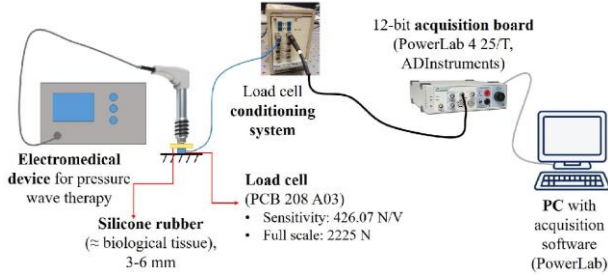 12-bit acquisition board
(PowerLab 4 25/T,
ADInstruments)
Load cell
conditioning
system
Electromedical
device for pressure
wave therapy
Silicone rubber
(≈ biological tissue),
3-6 mm
Load cell
(PCB 208 A03)
• Sensitivity: 426.07 N/V
• Full scale: 2225 N
PC with
acquisition
software
(PowerLab)